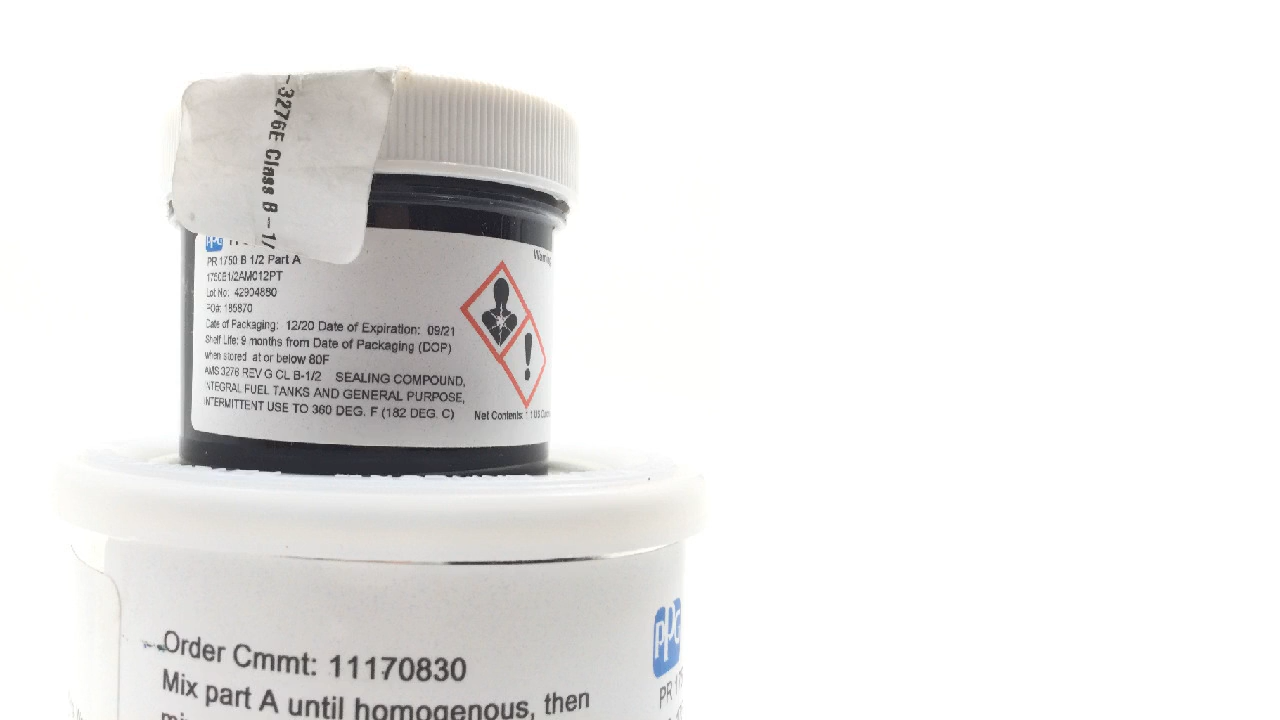 -3276E Class B-1/
PPG
PR 1750 B 1/2 Part A
1750B1/2AM012PT
Lot No: 42904880
PO#: 185870
Date of Packaging: 12/20 Date of Expiration: 09/21
Shelf Life: 9 months from Date of Packaging (DOP)
when stored at or below 80F
AMS 3276 REV G CL B-1/2 SEALING COMPOUND,
INTEGRAL FUEL TANKS AND GENERAL PURPOSE,
INTERMITTENT USE TO 360 DEG. F (182 DEG. C)
Warning
Net Contents:
PPG
PR 175
Order Cmmt: 11170830
Mix part A until homogenous, then